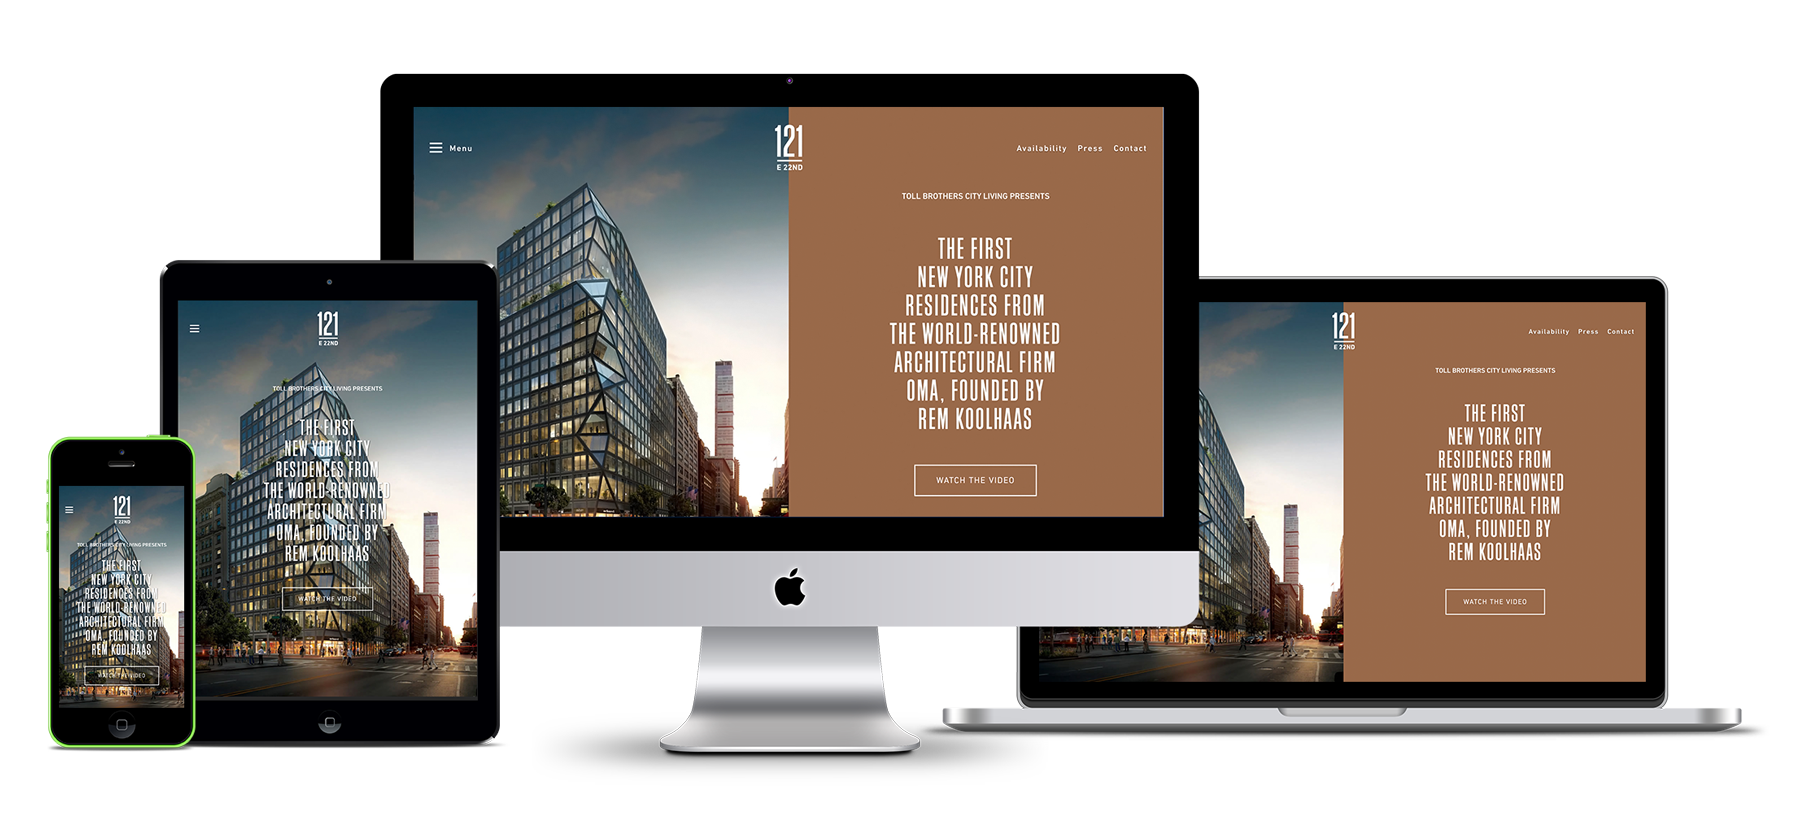 Menu
121
E 22ND
Availability Press Contact
TOLL BROTHERS CITY LIVING PRESENTS
THE FIRST
NEW YORK CITY
RESIDENCES FROM
THE WORLD-RENOWNED
ARCHITECTURAL FIRM
OMA, FOUNDED BY
REM KOOLHAAS
WATCH THE VIDEO
121
E 22ND
TOLL BROTHERS CITY LIVING PRESENTS
THE FIRST
NEW YORK CITY
RESIDENCES FROM
THE WORLD-RENOWNED
ARCHITECTURAL FIRM
OMA, FOUNDED BY
REM KOOLHAAS
WATCH THE VIDEO
121
E 22ND
Availability Press Contact
TOLL BROTHERS CITY LIVING PRESENTS
THE FIRST
NEW YORK CITY
RESIDENCES FROM
THE WORLD-RENOWNED
ARCHITECTURAL FIRM
OMA, FOUNDED BY
REM KOOLHAAS
WATCH THE VIDEO
121
E 22ND
TOLL BROTHERS CITY LIVING PRESENTS
THE FIRST
NEW YORK CITY
RESIDENCES FROM
THE WORLD-RENOWNED
ARCHITECTURAL FIRM
OMA, FOUNDED BY
REM KOOLHAAS
WATCH THE VIDEO